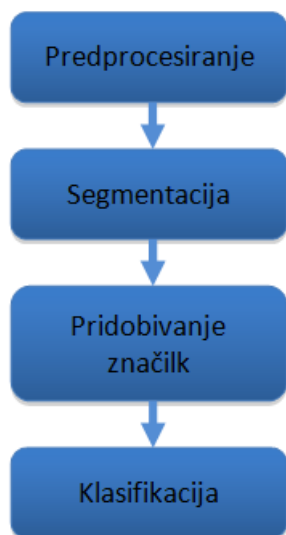 Predprocesiranje
Segmentacija
Pridobivanje
značilk
Klasifikacija